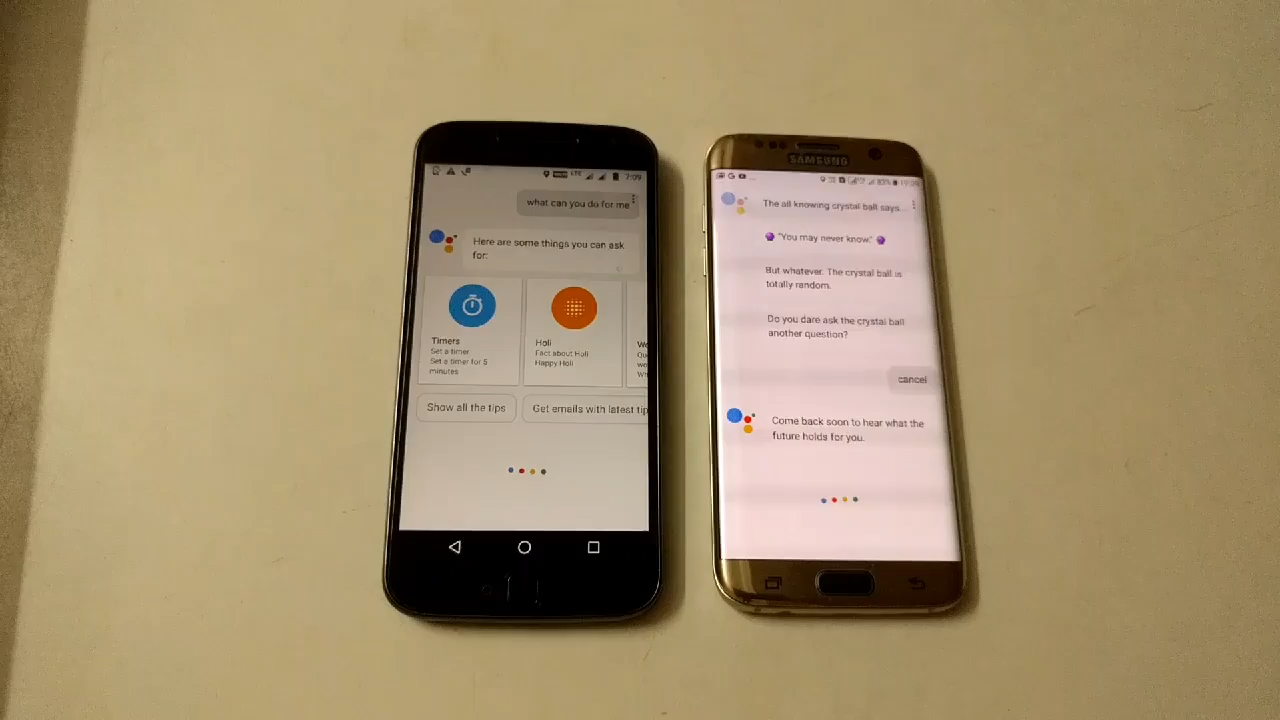 LTE 7:09
what can you do for me
Here are some things you can ask
for:
Timers
Set a timer
Set a timer for 5
minutes
Holi
Fact about Holi
Happy Holi
Show all the tips
Get emails with latest tip
SAMSUNG
The all knowing crystal ball says...
"You may never know."
But whatever. The crystal ball is
totally random.
Do you dare ask the crystal ball
another question?
cancel
Come back soon to hear what the
future holds for you.